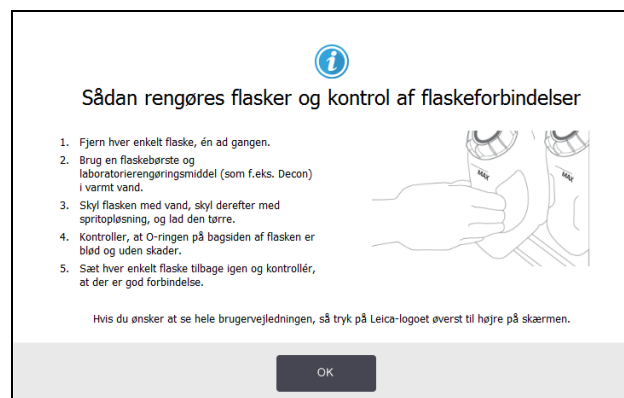 Sådan rengøres flasker og kontrol af flaskeforbindelser
1. Fjern hver enkelt flaske, én ad gangen.
2. Brug en flaskebørste og
laboratorierengøringsmiddel (som f.eks. Decon)
i varmt vand.
3. Skyl flasken med vand, skyl derefter med
spritopløsning, og lad den tørre.
4. Kontroller, at O-ringen på bagsiden af flasken er
blød og uden skader.
5. Sæt hver enkelt flaske tilbage igen og kontrollér,
at der er god forbindelse.
MAX
MAX
Hvis du ønsker at se hele brugervejledningen, så tryk på Leica-logoet øverst til højre på skærmen.
OK